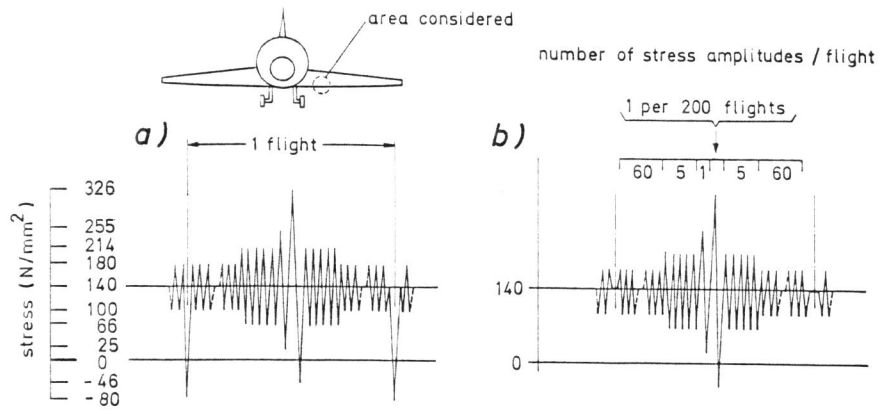 area considered
number of stress amplitudes / flight
a)
1 flight
stress (N/mm²)
326
255
214
180
140
100
66
25
0
-46
-80
b)
1 per 200 flights
60 5 1 5 60
140
0